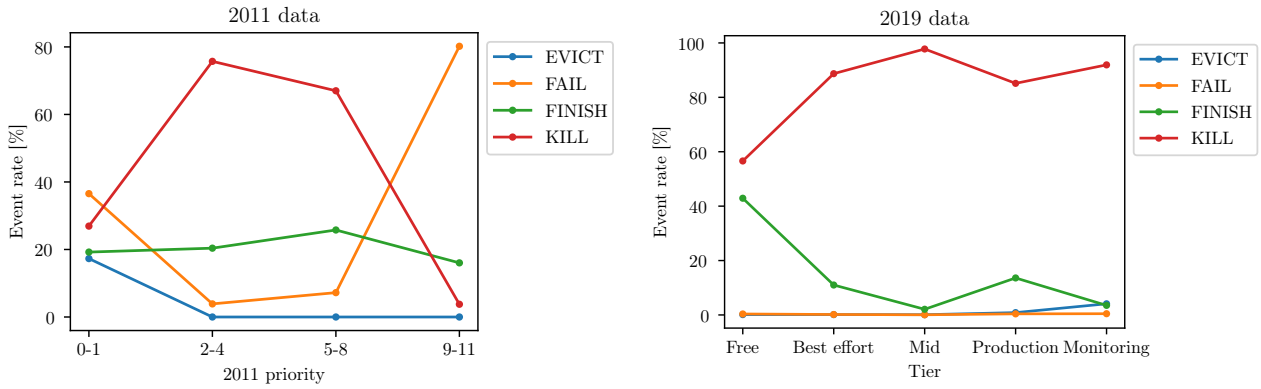 2011 data
80
60
40
20
0
Event rate [%]
0-1
2-4
5-8
9-11
2011 priority
EVICT
FAIL
FINISH
KILL
2019 data
100
80
60
40
20
0
Event rate [%]
Free
Best effort
Mid
Production
Monitoring
Tier
EVICT
FAIL
FINISH
KILL